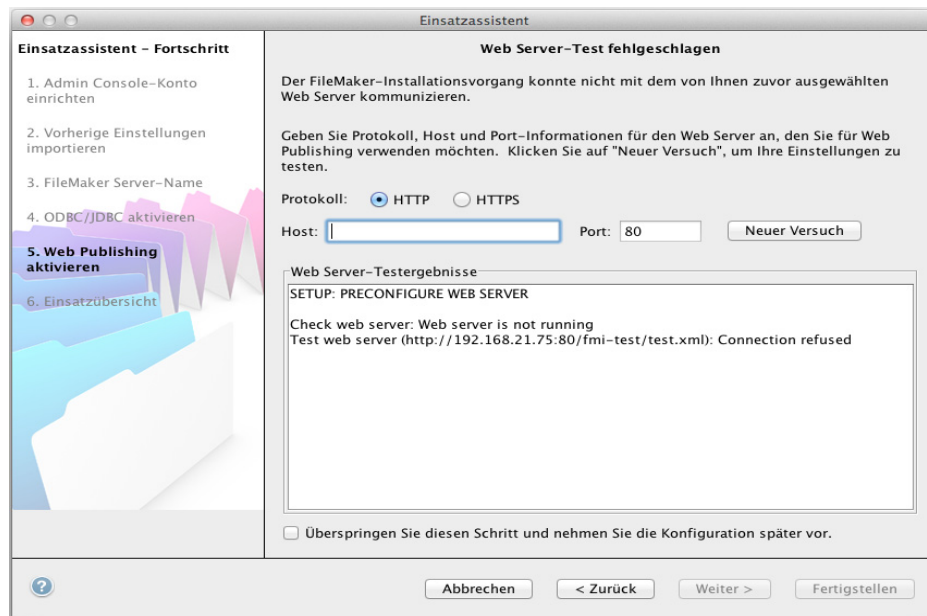 Einsatzassistent
Einsatzassistent – Fortschritt
1. Admin Console-Konto
einrichten
2. Vorherige Einstellungen
importieren
3. FileMaker Server-Name
4. ODBC/JDBC aktivieren
5. Web Publishing
aktivieren
6. Einsatzübersicht
Web Server-Test fehlgeschlagen
Der FileMaker-Installationsvorgang konnte nicht mit dem von Ihnen zuvor ausgewählten
Web Server kommunizieren.
Geben Sie Protokoll, Host und Port-Informationen für den Web Server an, den Sie für Web
Publishing verwenden möchten. Klicken Sie auf "Neuer Versuch", um Ihre Einstellungen zu
testen.
Protokoll: HTTP HTTPS
Host: Port: 80 Neuer Versuch
Web Server-Testergebnisse
SETUP: PRECONFIGURE WEB SERVER
Check web server: Web server is not running
Test web server (http://192.168.21.75:80/fmi-test/test.xml): Connection refused
Überspringen Sie diesen Schritt und nehmen Sie die Konfiguration später vor.
? Abbrechen < Zurück Weiter > Fertigstellen